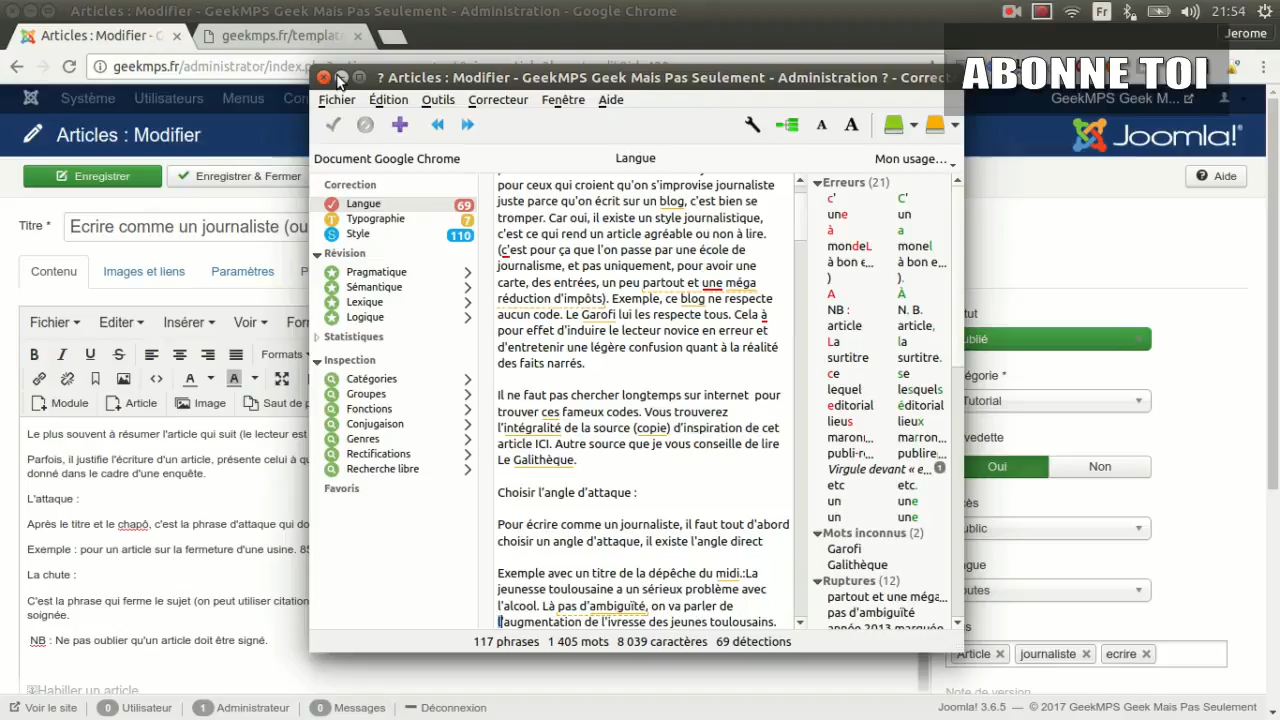 Articles : Modifier - GeekMPS Geek Mais Pas Seulement - Administration - Google Chrome
Fr
21:54
Articles : Modifier - G
geekmps.fr/templat
Jerome
geekmps.fr/administrator/index.p
ABONNE TOI
? Articles : Modifier - GeekMPS Geek Mais Pas Seulement - Administration ? - Correct
Système Utilisateurs Menus
GeekMPS Geek M...
Fichier Édition Outils Correcteur Fenêtre Aide
Articles : Modifier
Joomla!
A A
Document Google Chrome Langue Mon usage...
Enregistrer Enregistrer & Fermer
Aide
Titre * Ecrire comme un journaliste (ou
Contenu Images et liens Paramètres
Fichier Editer Insérer Voir
B I U S Formats
A A
Module Article Image
Le plus souvent à résumer l'article qui suit (le lecteur est
Parfois, il justifie l'écriture d'un article, présente celui à qu
donné dans le cadre d'une enquête.
L'attaque :
Après le titre et le chapô, c'est la phrase d'attaque qui do
Exemple : pour un article sur la fermeture d'une usine. 85
La chute :
C'est la phrase qui ferme le sujet (on peut utiliser citation
soignée.
NB : Ne pas oublier qu'un article doit être signé.
Habiller un article
Correction
Langue 69
Typographie 7
Style 110
Révision
Pragmatique
Sémantique
Lexique
Logique
Statistiques
Inspection
Catégories
Groupes
Fonctions
Conjugaison
Genres
Rectifications
Recherche libre
Favoris
pour ceux qui croient qu'on s'improvise journaliste
juste parce qu'on écrit sur un blog, c'est bien se
tromper. Car oui, il existe un style journalistique,
c'est ce qui rend un article agréable ou non à lire.
(c'est pour ça que l'on passe par une école de
journalisme, et pas uniquement, pour avoir une
carte, des entrées, un peu partout et une méga
réduction d'impôts). Exemple, ce blog ne respecte
aucun code. Le Garofi lui les respecte tous. Cela à
pour effet d'induire le lecteur novice en erreur et
d'entretenir une légère confusion quant à la réalité
des faits narrés.
Il ne faut pas chercher longtemps sur internet pour
trouver ces fameux codes. Vous trouverez
l'intégralité de la source (copie) d'inspiration de cet
article ICI. Autre source que je vous conseille de lire
Le Galithèque.
Choisir l'angle d'attaque :
Pour écrire comme un journaliste, il faut tout d'abord
choisir un angle d'attaque, il existe l'angle direct
Exemple avec un titre de la dépêche du midi.:La
jeunesse toulousaine a un sérieux problème avec
l'alcool. Là pas d'ambiguïté, on va parler de
l'augmentation de l'ivresse des jeunes toulousains.
Erreurs (21)
c' C'
une un
à a
mondeL monel
à bon e... à bon e...
) ).
A À
NB : N. B.
article article,
La la
surtitre surtitre.
ce se
lequel lesquels
editorial éditorial
lieus lieux
maroni,... marron...
publi-r... publire...
Virgule devant « e... 1
etc etc.
un une
un une
Mots inconnus (2)
Garofi
Galithèque
Ruptures (12)
partout et une méga...
pas d'ambiguïté
année 2013 marquée
117 phrases 1 405 mots 8 039 caractères 69 détections
ublié
Tutorial
Oui Non
Article journaliste ecrire
Note de version
Voir le site 0 Utilisateur 1 Administrateur 0 Messages Déconnexion
Joomla! 3.6.5 — © 2017 GeekMPS Geek Mais Pas Seulement